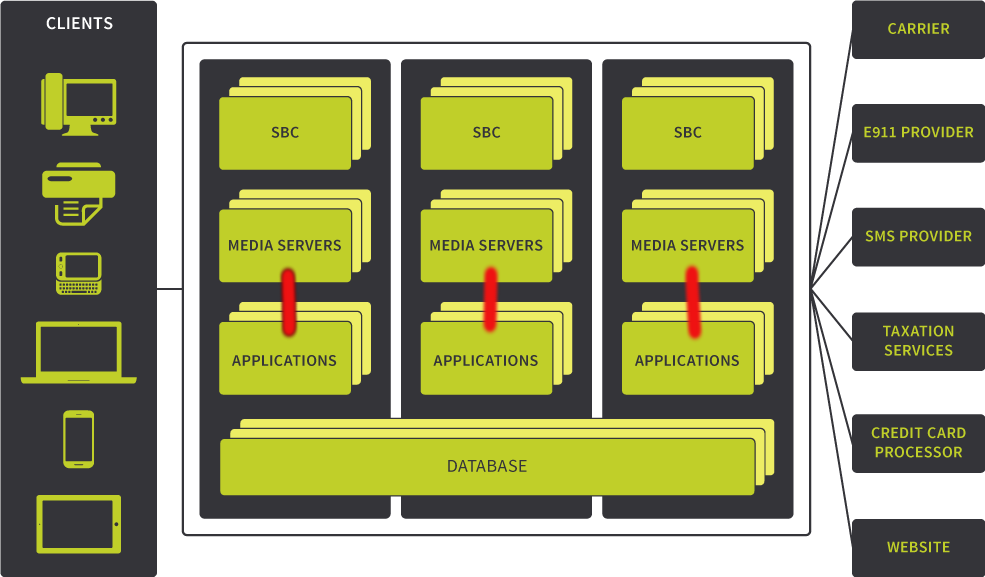 CLIENTS
SBC
SBC
SBC
MEDIA SERVERS
MEDIA SERVERS
MEDIA SERVERS
APPLICATIONS
APPLICATIONS
APPLICATIONS
DATABASE
CARRIER
E911 PROVIDER
SMS PROVIDER
TAXATION
SERVICES
CREDIT CARD
PROCESSOR
WEBSITE